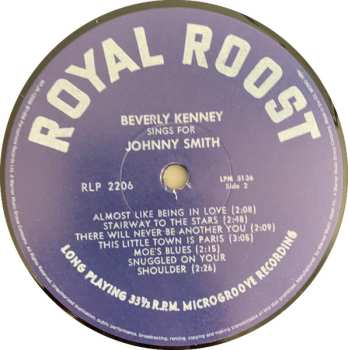 ROYAL ROOST
BEVERLY KENNEY
SINGS FOR
JOHNNY SMITH
RLP 2206
LPM 5136
Side 2
ALMOST LIKE BEING IN LOVE (2:08)
STAIRWAY TO THE STARS (2:48)
THERE WILL NEVER BE ANOTHER YOU (2:09)
THIS LITTLE TOWN IS PARIS (3:05)
MOE'S BLUES (2:15)
SNUGGLED ON YOUR
SHOULDER (2:26)
LONG PLAYING 33⅓ R.P.M. MICROGROOVE RECORDING